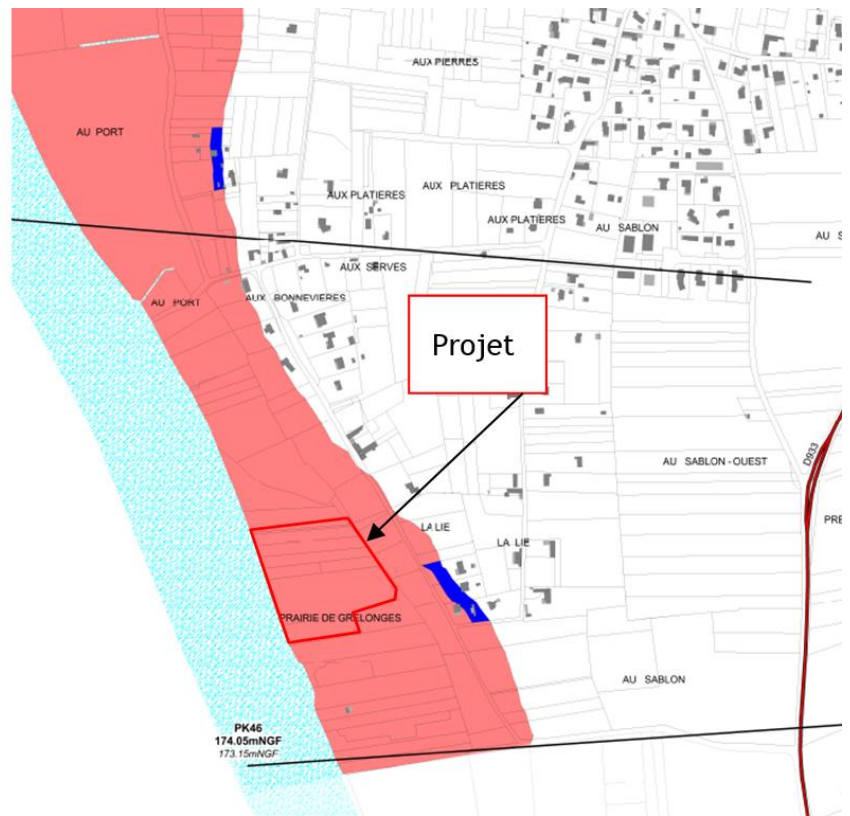 AUX PIERRES
AU PORT
AUX PLATIERES
AUX PLATIERES
AUX PLATIERES
AU SABLON
AU S
AUX SERVES
AUX BONNEVIERES
AU PORT
Projet
D933
AU SABLON-OUEST
PRE
LA LIE
LA LIE
PRAIRIE DE GRELONGES
AU SABLON
PK46
174.05mNGF
173.15mNGF